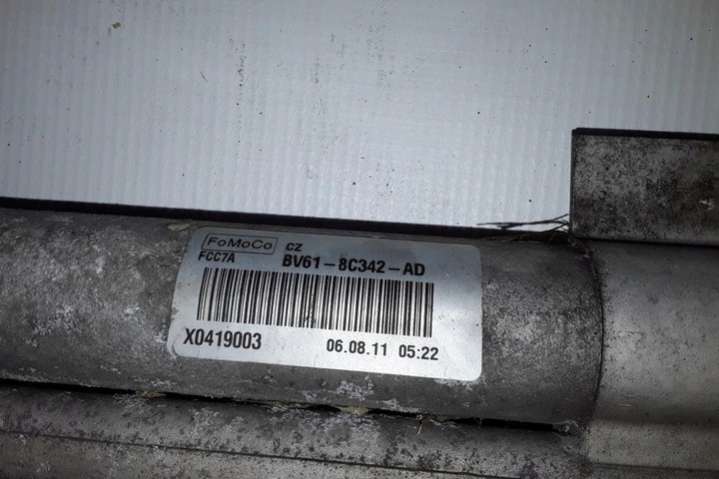 FoMoCo CZ
FCC7A BV61-8C342-AD
X0419003 06.08.11 05:22